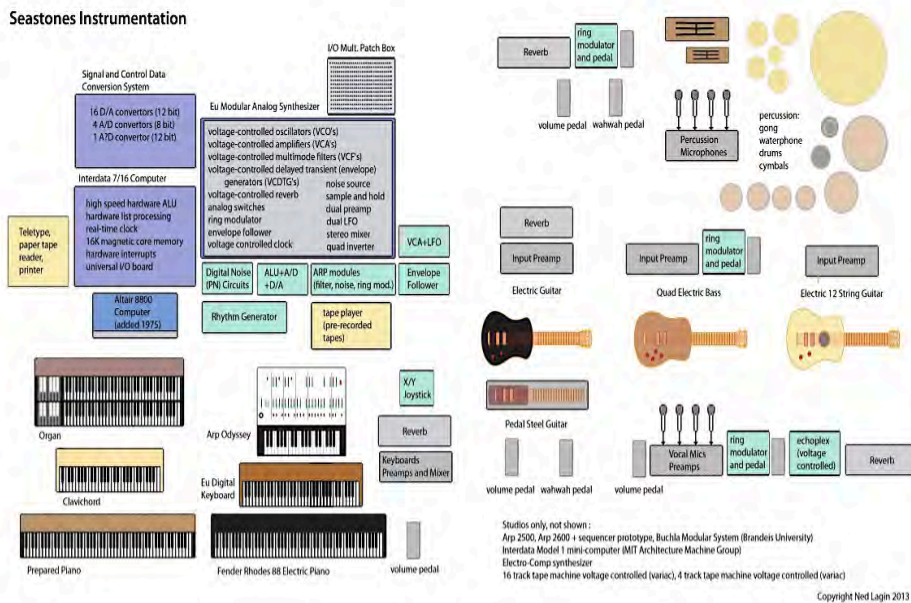 Seastones Instrumentation
I/O Mult. Patch Box
Signal and Control Data
Conversion System
16 D/A convertors (12 bit)
4 A/D convertors (8 bit)
1 A?D convertor (12 bit)
Eu Modular Analog Synthesizer
voltage-controlled oscillators (VCO's)
voltage-controlled amplifiers (VCA's)
voltage-controlled multimode filters (VCF's)
voltage-controlled delayed transient (envelope)
generators (VCDTG's)
voltage-controlled reverb
analog switches
ring modulator
envelope follower
voltage controlled clock
noise source
sample and hold
dual preamp
dual LFO
stereo mixer
quad inverter
Interdata 7/16 Computer
high speed hardware ALU
hardware list processing
real-time clock
16K magnetic core memory
hardware interrupts
universal I/O board
Teletype,
paper tape
reader,
printer
VCA+LFO
Digital Noise
(PN) Circuits
ALU+A/D
+D/A
ARP modules
(filter, noise, ring mod.)
Envelope
Follower
Altair 8800
Computer
(added 1975)
Rhythm Generator
tape player
(pre-recorded
tapes)
Organ
Arp Odyssey
X/Y
Joystick
Reverb
Keyboards
Preamps and Mixer
Clavichord
Eu Digital
Keyboard
Prepared Piano
Fender Rhodes 88 Electric Piano
volume pedal
Reverb
ring
modulator
and pedal
volume pedal
wahwah pedal
Percussion
Microphones
percussion:
gong
waterphone
drums
cymbals
Reverb
Input Preamp
Electric Guitar
Input Preamp
ring
modulator
and pedal
Quad Electric Bass
Input Preamp
Electric 12 String Guitar
Pedal Steel Guitar
volume pedal
wahwah pedal
volume pedal
Vocal Mics
Preamps
ring
modulator
and pedal
echoplex
(voltage
controlled)
Reverb
Studios only, not shown :
Arp 2500, Arp 2600 + sequencer prototype, Buchla Modular System (Brandeis University)
Interdata Model 1 mini-computer (MIT Architecture Machine Group)
Electro-Comp synthesizer
16 track tape machine voltage controlled (variac), 4 track tape machine voltage controlled (variac)
Copyright Ned Lagin 2013